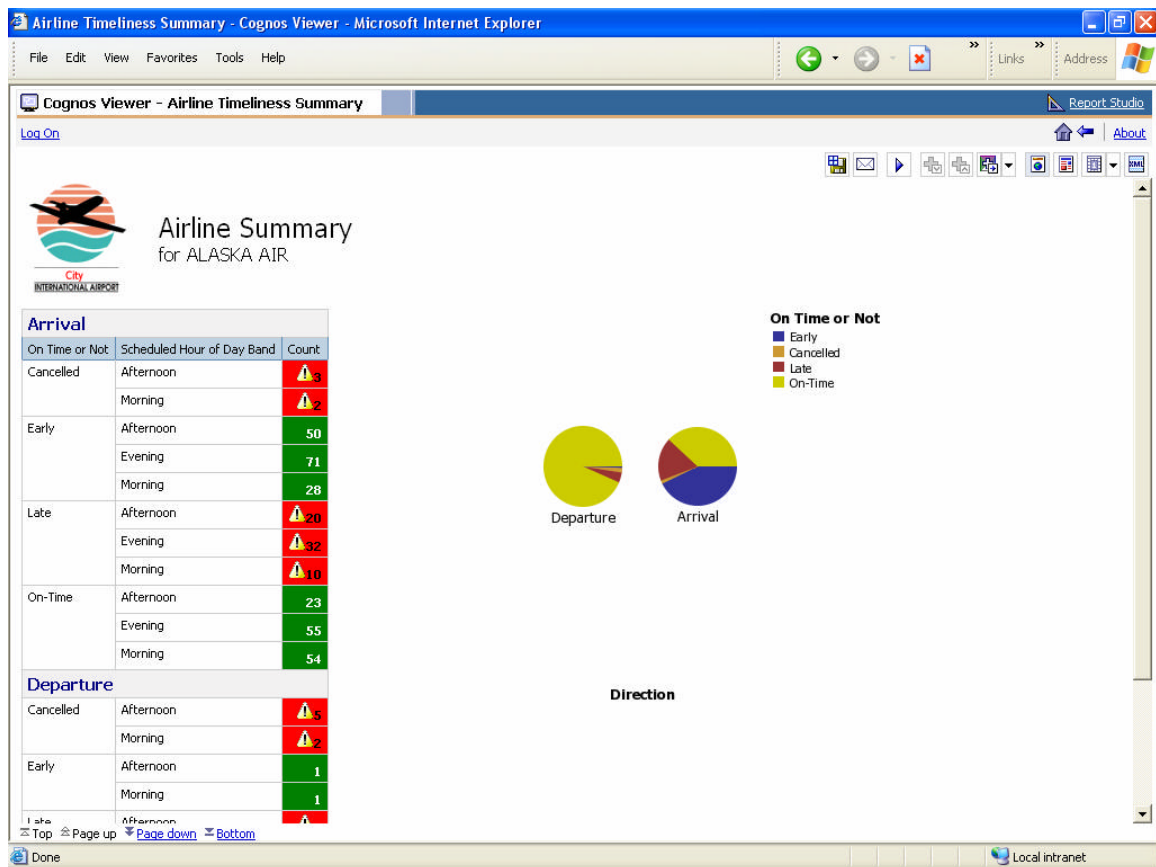 Airline Timeliness Summary - Cognos Viewer - Microsoft Internet Explorer
File Edit View Favorites Tools Help
» Links » Address
Cognos Viewer - Airline Timeliness Summary
Report Studio
Log On
About
XML
Airline Summary
for ALASKA AIR
City
INTERNATIONAL AIRPORT
Arrival
On Time or Not Scheduled Hour of Day Band Count
Cancelled Afternoon 3
Morning 2
Early Afternoon 50
Evening 71
Morning 28
Late Afternoon 20
Evening 32
Morning 10
On-Time Afternoon 23
Evening 55
Morning 54
Departure
Cancelled Afternoon 5
Morning 2
Early Afternoon 1
Morning 1
Late Afternoon
On Time or Not
Early
Cancelled
Late
On-Time
Departure
Arrival
Direction
Top Page up Page down Bottom
Done
Local intranet